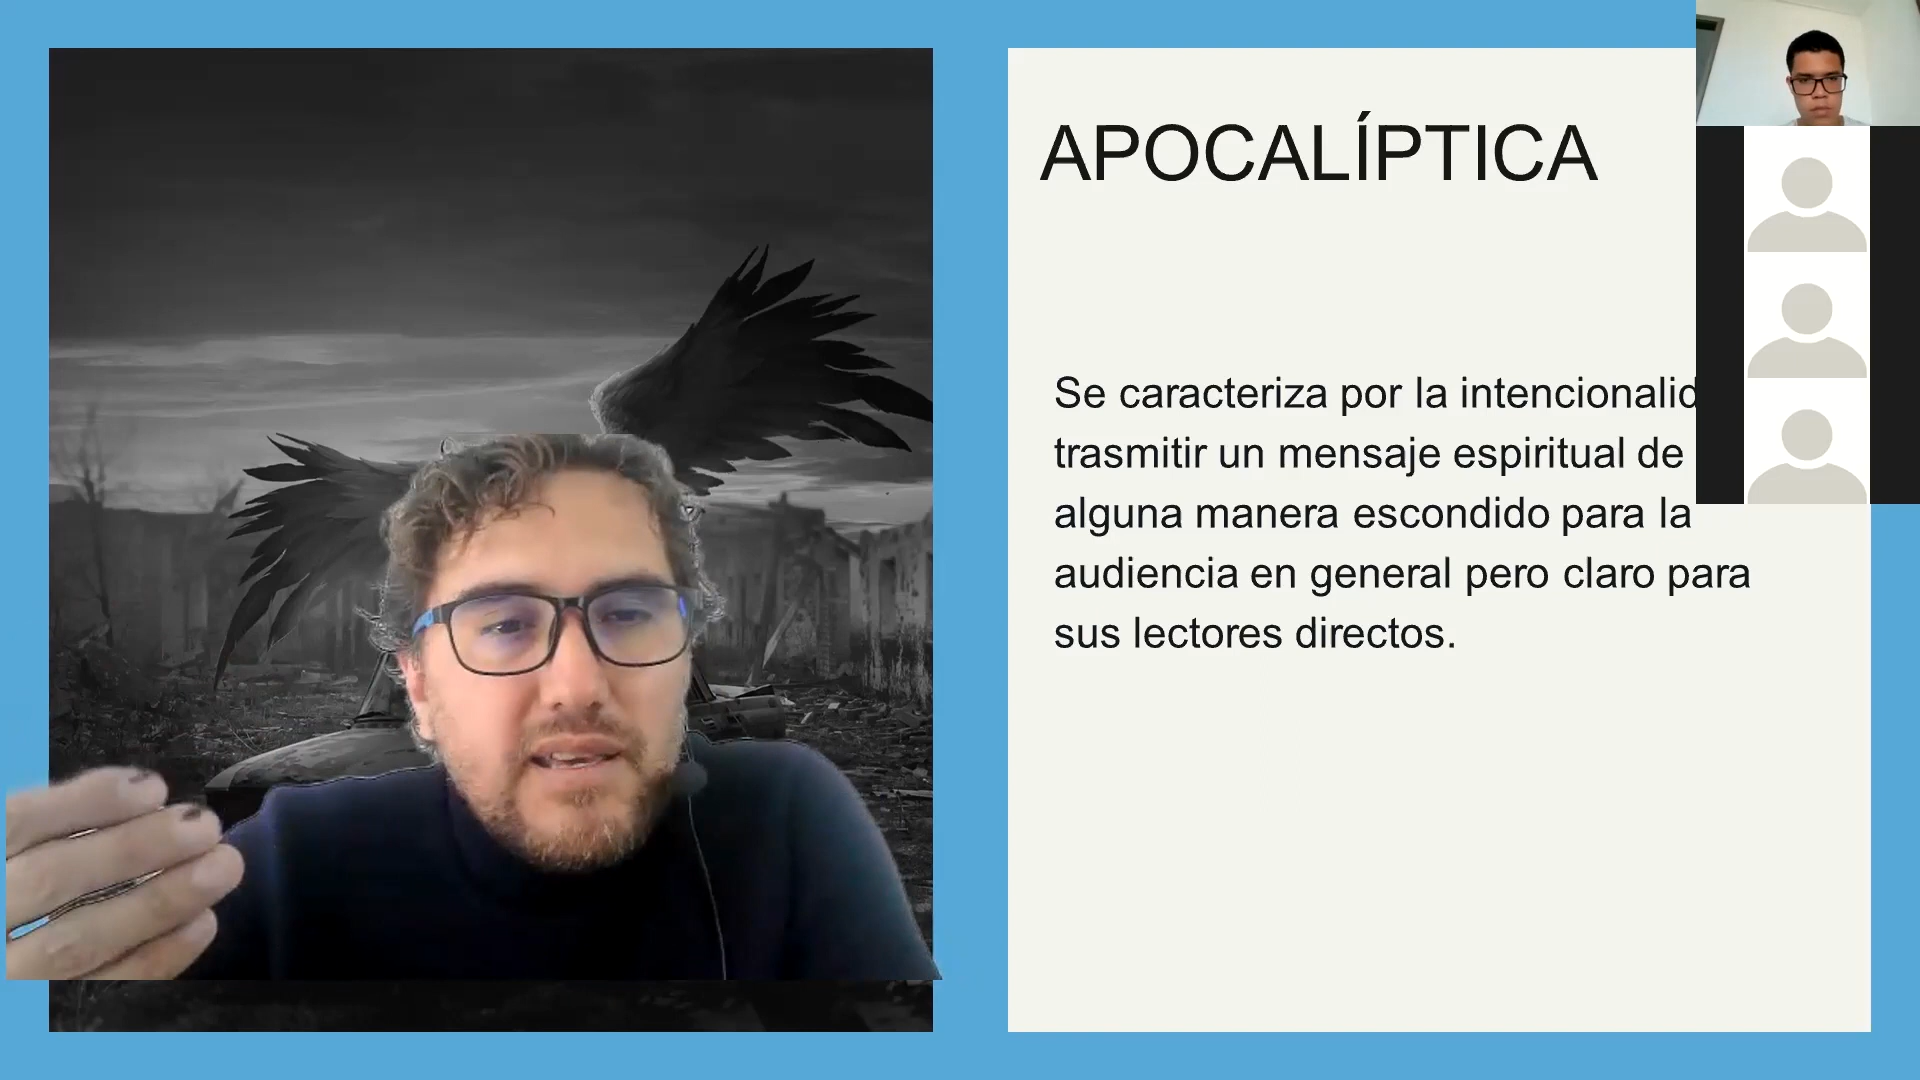 APOCALÍPTICA
Se caracteriza por la
trasmitir un mensaje espiritual de
alguna manera escondido para la
audiencia en general pero claro para
sus lectores directos.